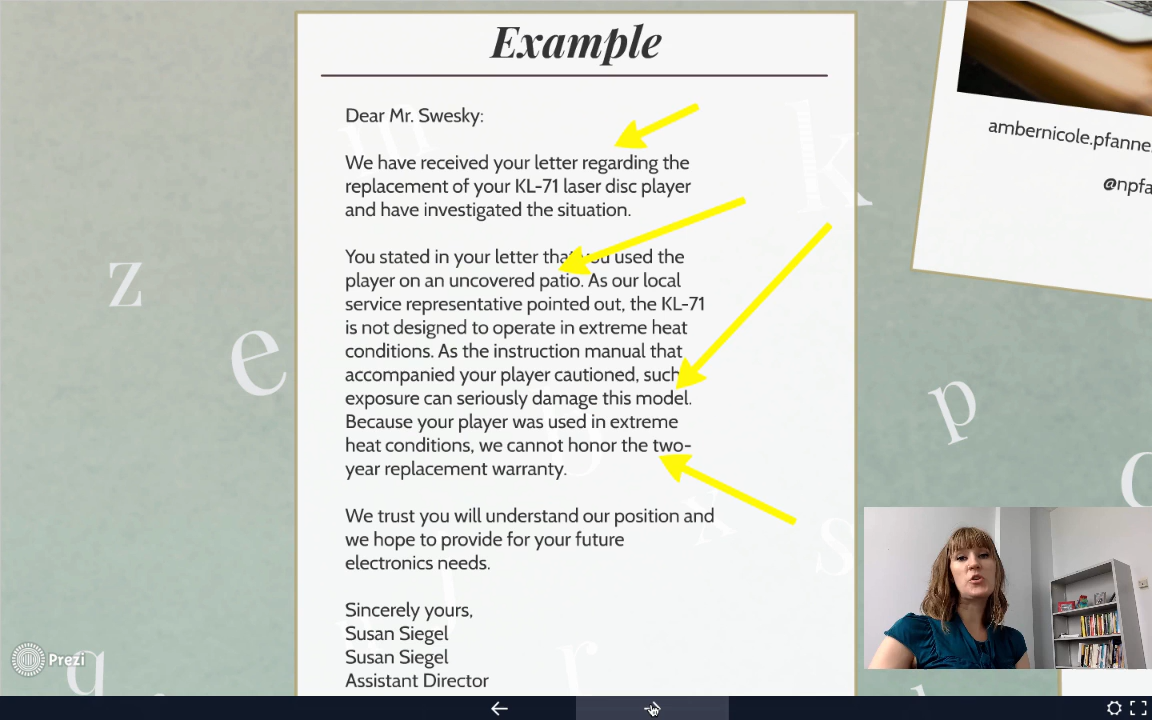 Example
Dear Mr. Swesky:
We have received your letter regarding the
replacement of your KL-71 laser disc player
and have investigated the situation.
You stated in your letter that you used the
player on an uncovered patio. As our local
service representative pointed out, the KL-71
is not designed to operate in extreme heat
conditions. As the instruction manual that
accompanied your player cautioned, such
exposure can seriously damage this model.
Because your player was used in extreme
heat conditions, we cannot honor the two-
year replacement warranty.
We trust you will understand our position and
we hope to provide for your future
electronics needs.
Sincerely yours,
Susan Siegel
Susan Siegel
Assistant Director
ambernicole.pfanne
@npfa
z
e
k
p
s
r
q
Prezi